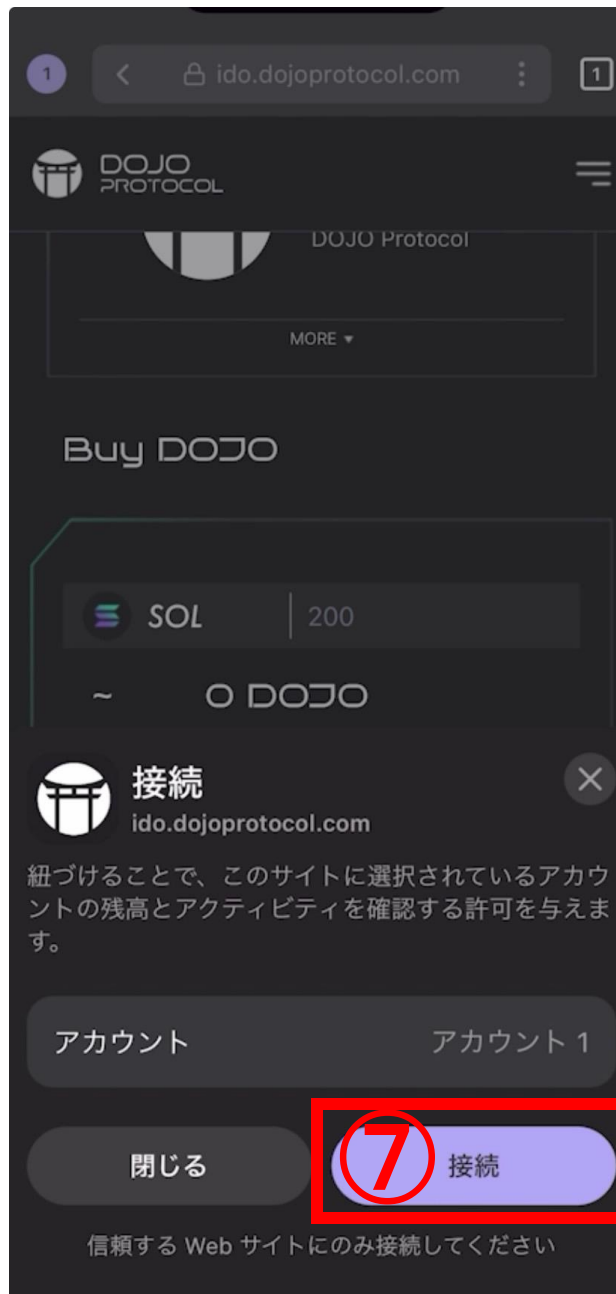 1
ido.dojoprotocol.com
1
DOJO
PROTOCOL
DOJO Protocol
MORE ▾
Buy DOJO
SOL
200
~ 0 DOJO
接続
ido.dojoprotocol.com
紐づけることで、このサイトに選択されているアカウ
ントの残高とアクティビティを確認する許可を与えま
す。
アカウント
アカウント 1
閉じる
⑦
接続
信頼する Web サイトにのみ接続してください